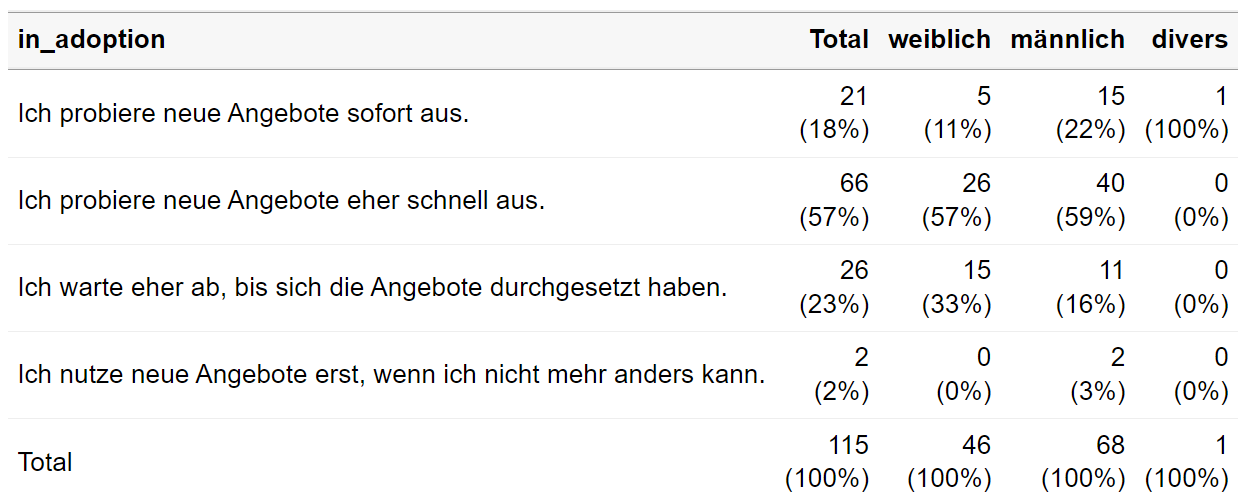 in_adoption Total weiblich männlich divers
Ich probiere neue Angebote sofort aus. 21 5 15 1
(18%) (11%) (22%) (100%)
Ich probiere neue Angebote eher schnell aus. 66 26 40 0
(57%) (57%) (59%) (0%)
Ich warte eher ab, bis sich die Angebote durchgesetzt haben. 26 15 11 0
(23%) (33%) (16%) (0%)
Ich nutze neue Angebote erst, wenn ich nicht mehr anders kann. 2 0 2 0
(2%) (0%) (3%) (0%)
Total 115 46 68 1
(100%) (100%) (100%) (100%)